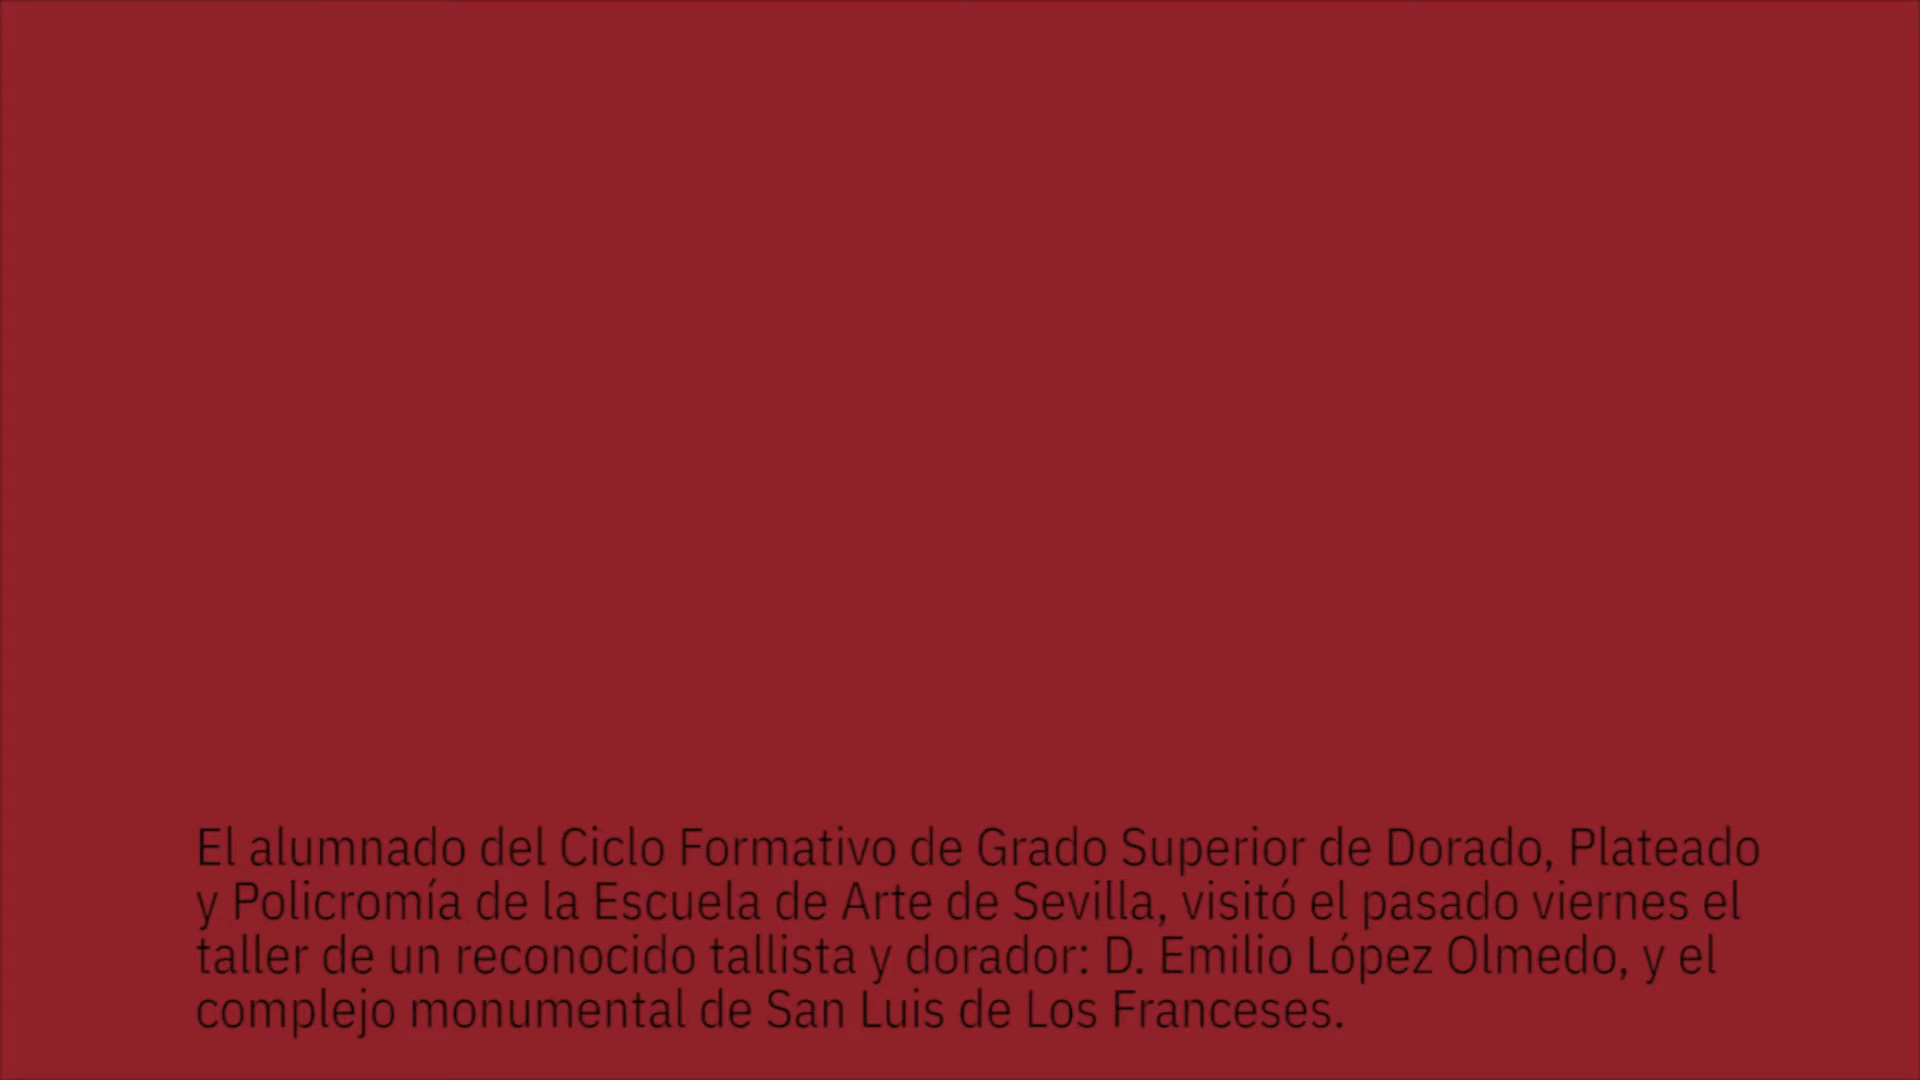 El alumnado del Ciclo Formativo de Grado Superior de Dorado, Plateado
y Policromía de la Escuela de Arte de Sevilla, visitó el pasado viernes el
taller de un reconocido tallista y dorador: D. Emilio López Olmedo, y el
complejo monumental de San Luis de Los Franceses.